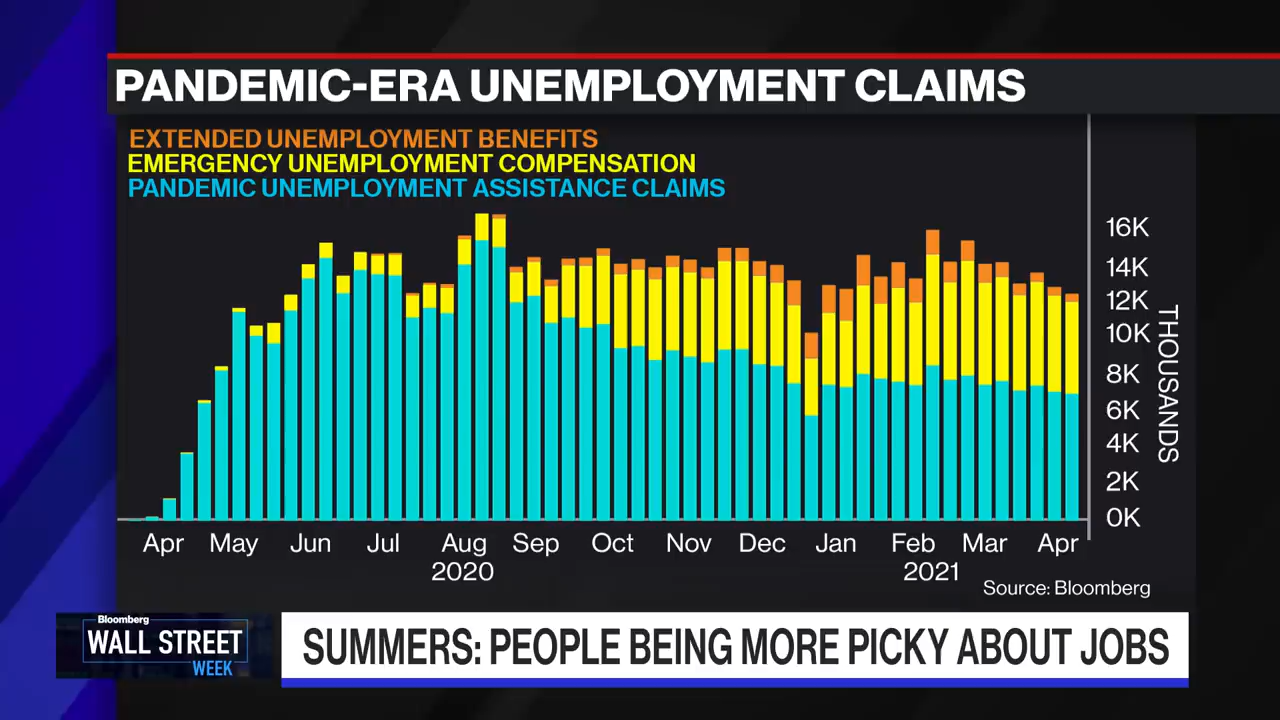 PANDEMIC-ERA UNEMPLOYMENT CLAIMS
EXTENDED UNEMPLOYMENT BENEFITS
EMERGENCY UNEMPLOYMENT COMPENSATION
PANDEMIC UNEMPLOYMENT ASSISTANCE CLAIMS
16K
14K
12K
10K
8K
6K
4K
2K
0K
THOUSANDS
Apr May Jun Jul Aug Sep Oct Nov Dec Jan Feb Mar Apr
2020 2021
Source: Bloomberg
Bloomberg
WALL STREET
WEEK
SUMMERS: PEOPLE BEING MORE PICKY ABOUT JOBS